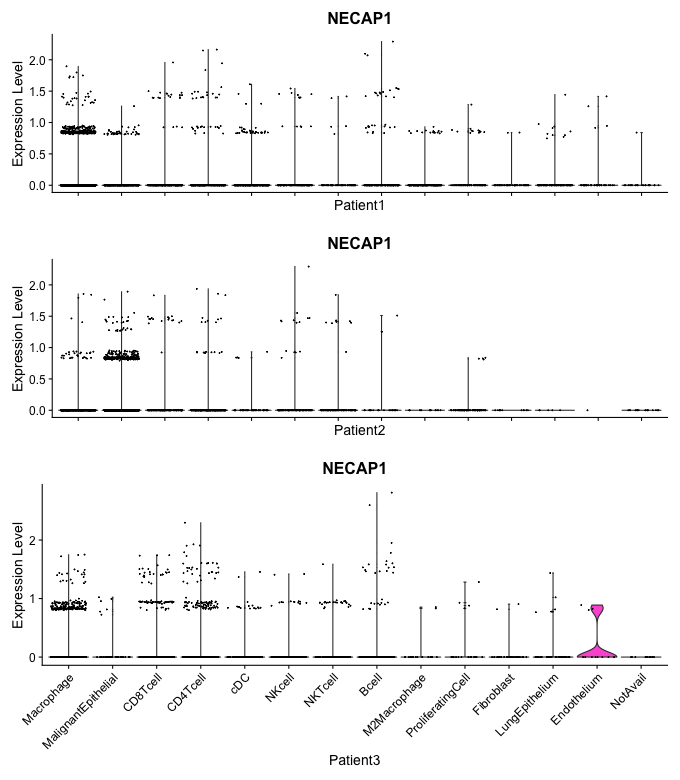 NECAP1
Expression Level
2.0
1.5
1.0
0.5
0.0
Patient1
NECAP1
Expression Level
2.0
1.5
1.0
0.5
0.0
Patient2
NECAP1
Expression Level
2
1
0
Macrophage
MalignantEpithelial
CD8Tcell
CD4Tcell
cDC
NKcell
NKTcell
Bcell
M2Macrophage
ProliferatingCell
Fibroblast
LungEpithelium
Endothelium
NotAvail
Patient3